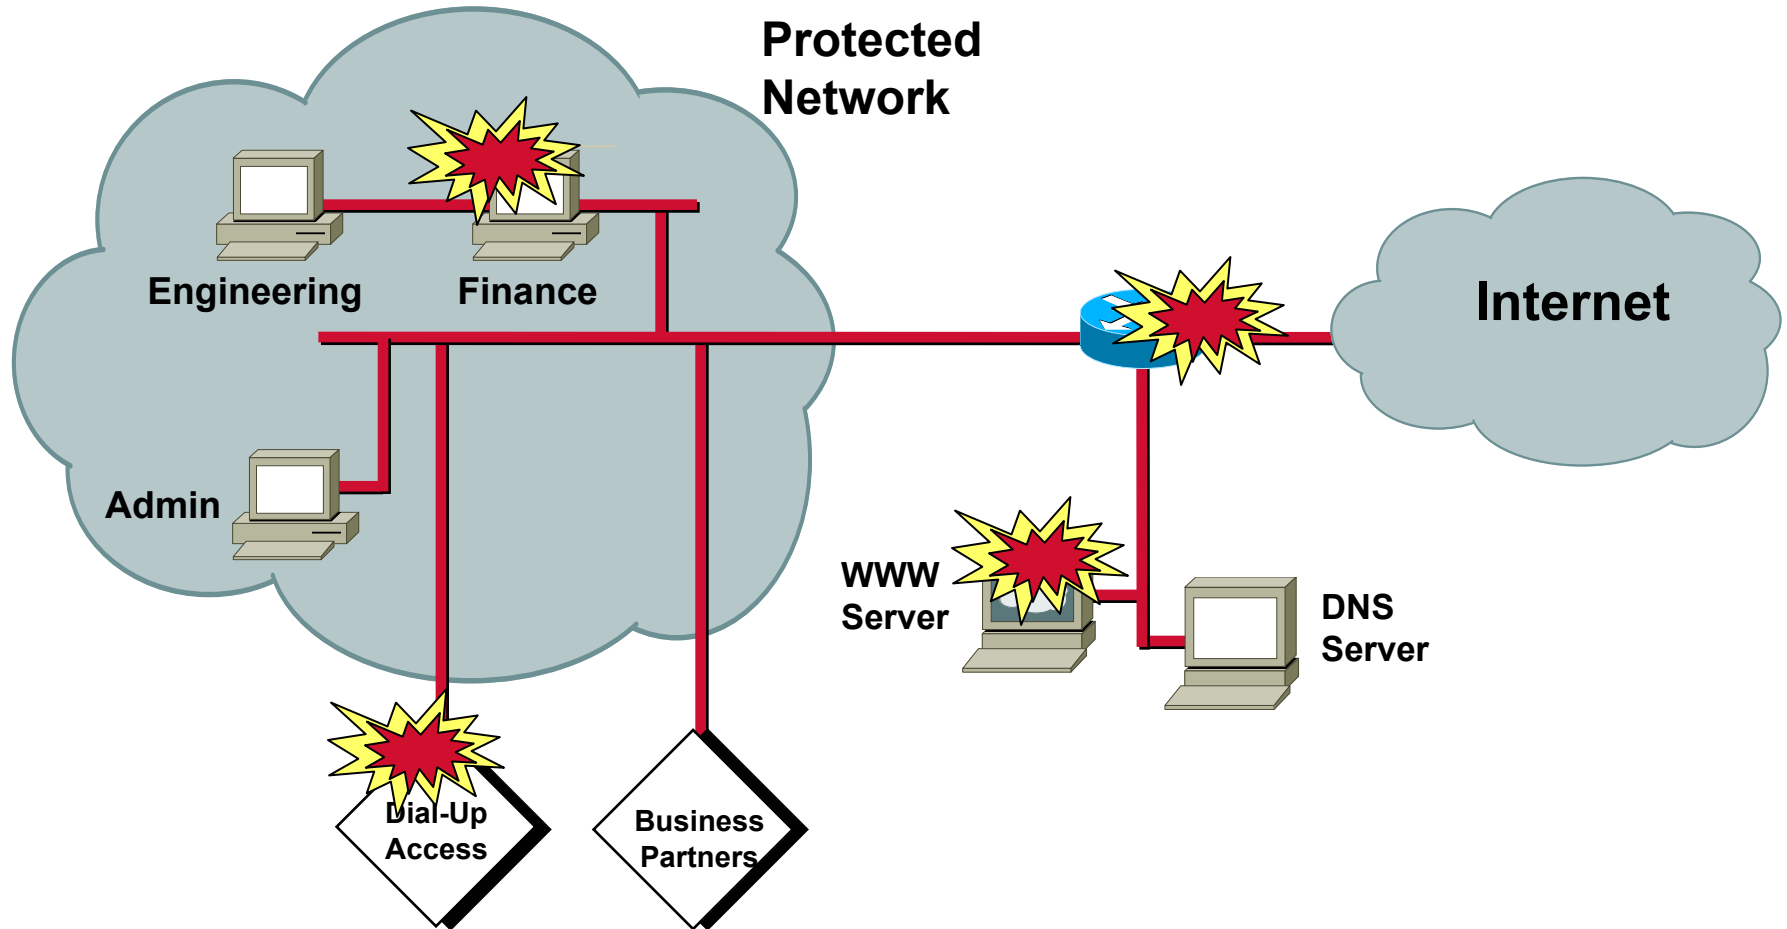 Protected
Network
Engineering
Finance
Internet
Admin
WWW
Server
DNS
Server
Dial-Up
Access
Business
Partners